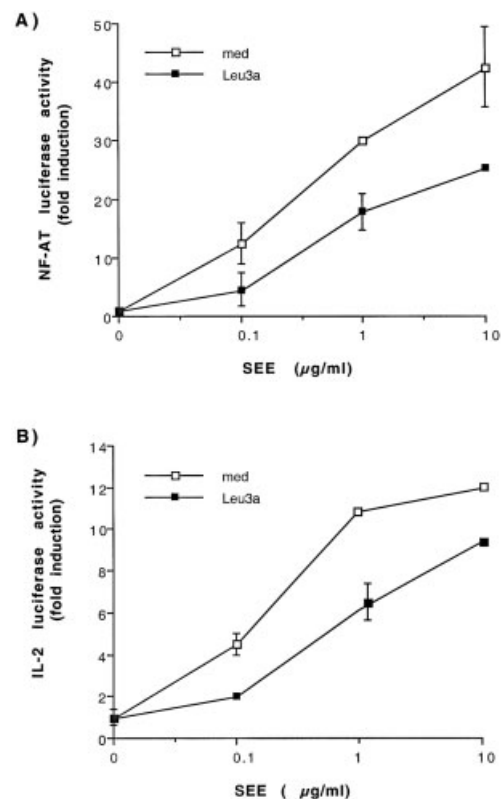 A)
50
40
30
20
10
0
NF-AT luciferase activity
(fold induction)
med
Leu3a
0 0.1 1 10
SEE (µg/ml)
B)
14
12
10
8
6
4
2
0
IL-2 luciferase activity
(fold induction)
med
Leu3a
0 0.1 1 10
SEE ( µg/ml)